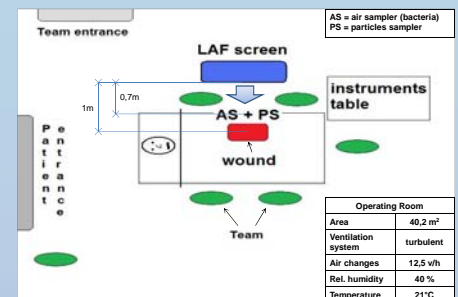 AS = air sampler (bacteria)
PS = particles sampler
Team entrance
LAF screen
0,7m
1m
instruments
table
AS + PS
Patient entrance
wound
Team
Operating Room
Area 40,2 m²
Ventilation system turbulent
Air changes 12,5 v/h
Rel. humidity 40 %
Temperature 21°C